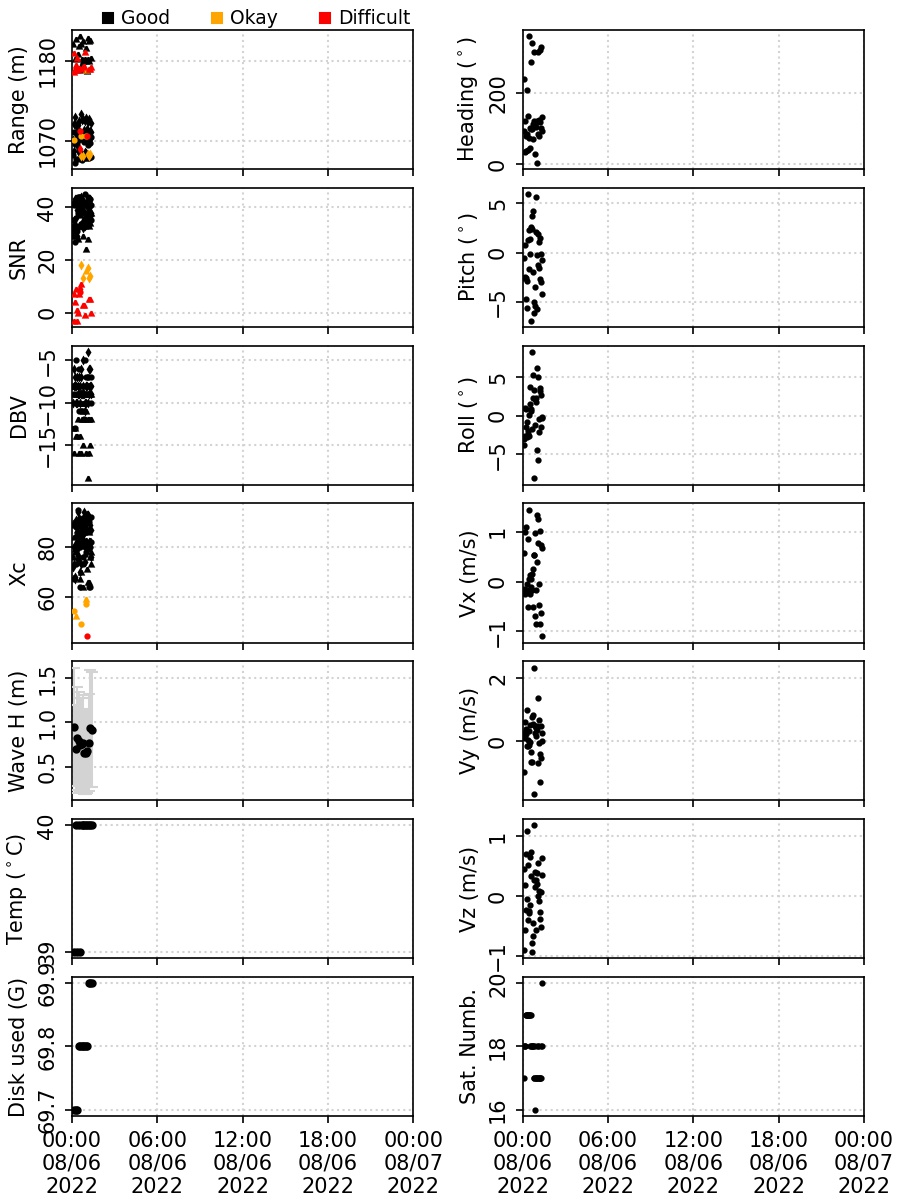 Good Okay Difficult
Range (m)
1180
1070
Heading (°)
200
0
SNR
40
20
0
Pitch (°)
5
0
−5
DBV
−5
−10
−15
Roll (°)
5
0
−5
Xc
80
60
Vx (m/s)
1
0
−1
Wave H (m)
1.5
1.0
0.5
Vy (m/s)
2
0
Temp (°C)
40
39
Vz (m/s)
1
0
−1
Disk used (G)
69.9
69.8
69.7
Sat. Numb.
20
18
16
00:00 06:00 12:00 18:00 00:00
08/06 08/06 08/06 08/06 08/07
2022 2022 2022 2022 2022
00:00 06:00 12:00 18:00 00:00
08/06 08/06 08/06 08/06 08/07
2022 2022 2022 2022 2022